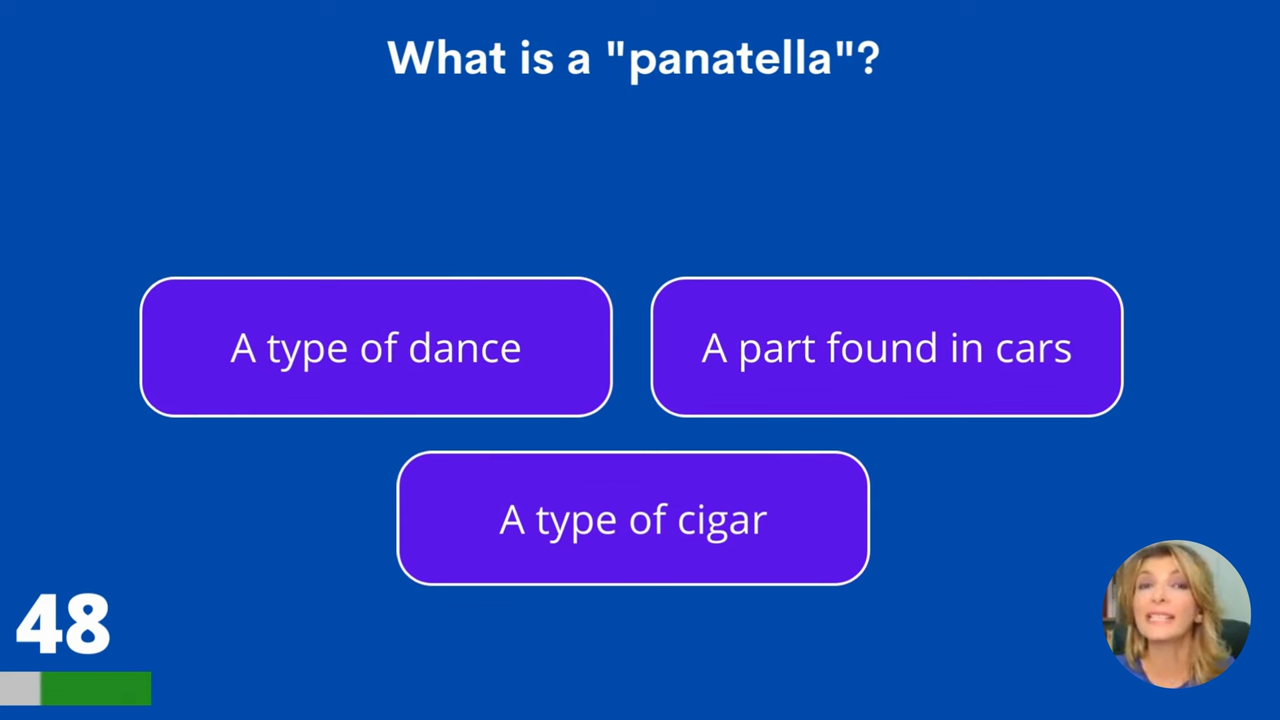 What is a "panatella"?
A type of dance
A part found in cars
A type of cigar
48